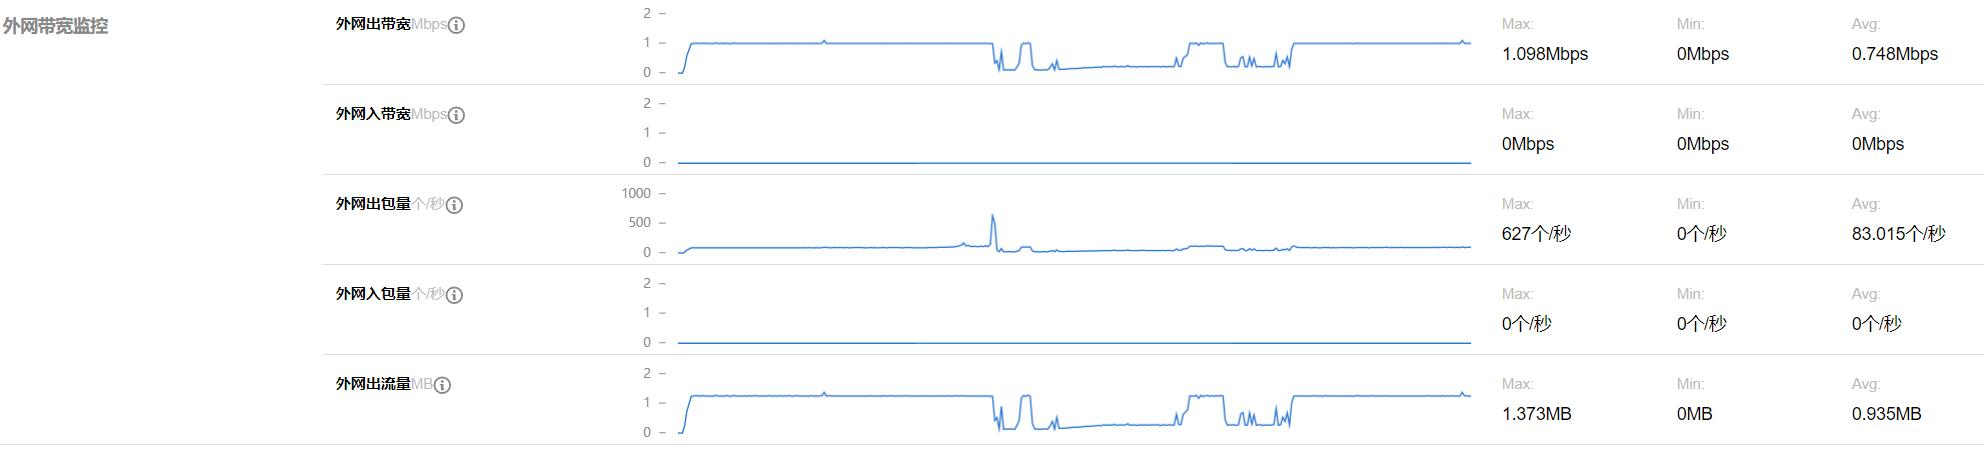 外网带宽监控
外网出带宽Mbps
2
1
0
Max:
1.098Mbps
Min:
0Mbps
Avg:
0.748Mbps
外网入带宽Mbps
2
1
0
Max:
0Mbps
Min:
0Mbps
Avg:
0Mbps
外网出包量个/秒
1000
500
0
Max:
627个/秒
Min:
0个/秒
Avg:
83.015个/秒
外网入包量个/秒
2
1
0
Max:
0个/秒
Min:
0个/秒
Avg:
0个/秒
外网出流量MB
2
1
0
Max:
1.373MB
Min:
0MB
Avg:
0.935MB